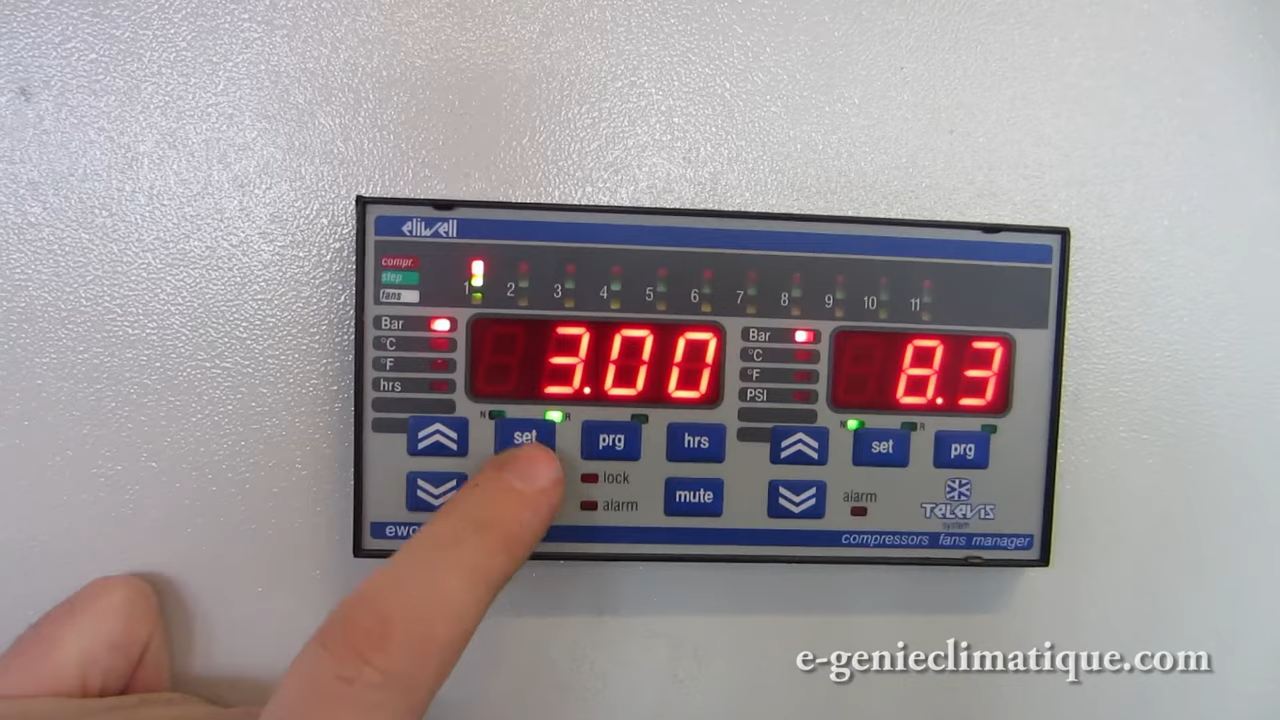 eliwell
compr.
step
fans
1 2 3 4 5 6 7 8 9 10 11
Bar
°C
°F
hrs
3.00
Bar
°C
°F
PSI
8.3
N R
N R
set
prg
hrs
set
prg
lock
alarm
mute
alarm
TELEVIS
system
compressors fans manager
e-genieclimatique.com